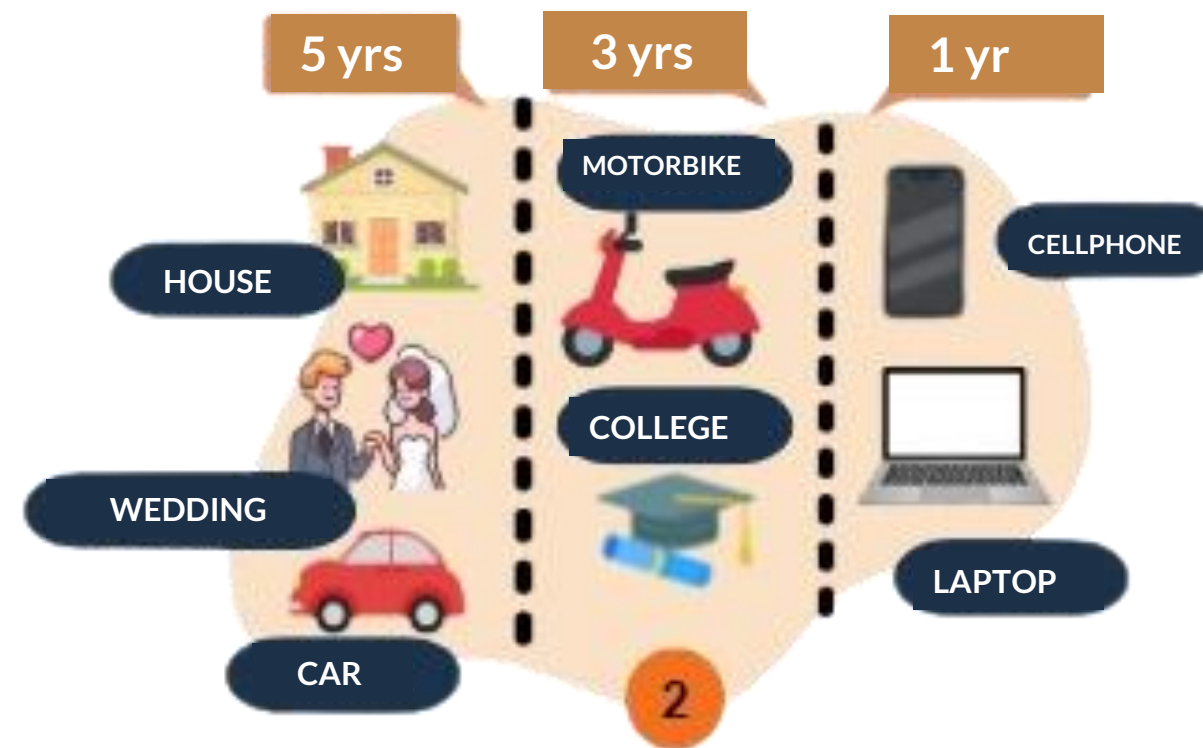 5 yrs
3 yrs
1 yr
HOUSE
WEDDING
CAR
MOTORBIKE
COLLEGE
CELLPHONE
LAPTOP
2